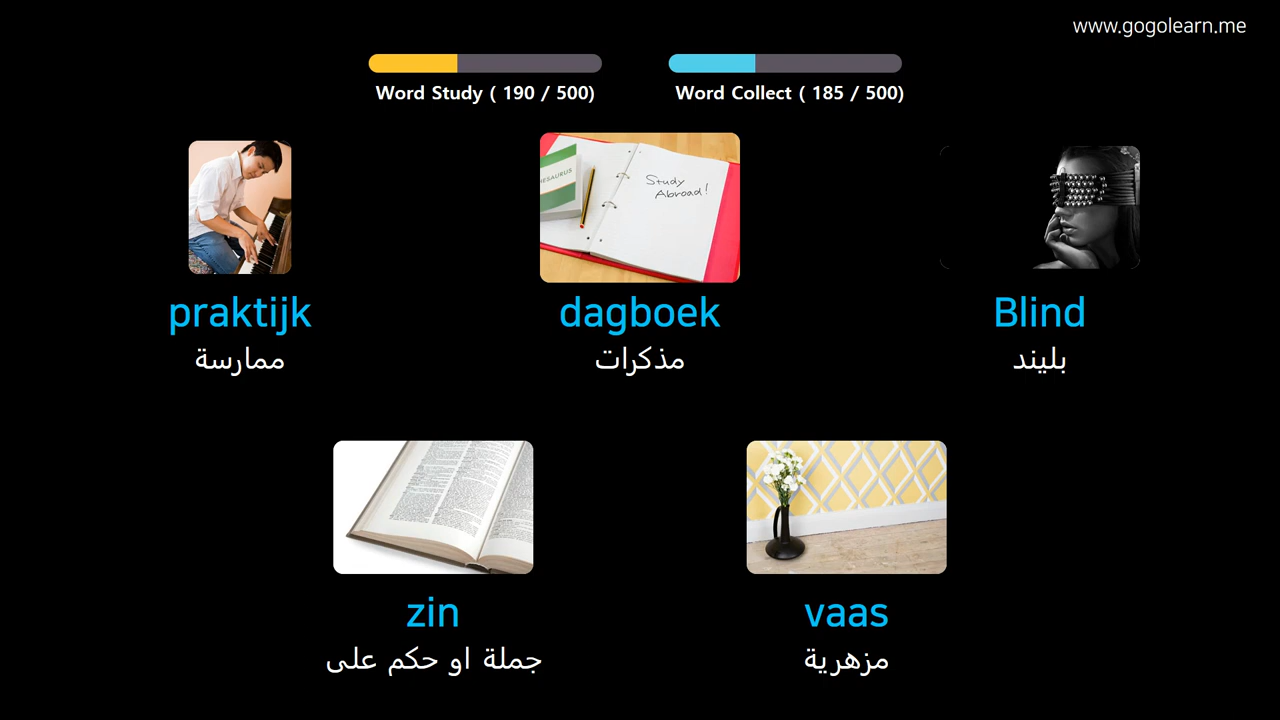 www.gogolearn.me
Word Study ( 190 / 500)
Word Collect ( 185 / 500)
HESAURUS
Study
Abroad!
praktijk
ممارسة
dagboek
مذكرات
Blind
بليند
zin
جملة او حكم على
vaas
مزهرية